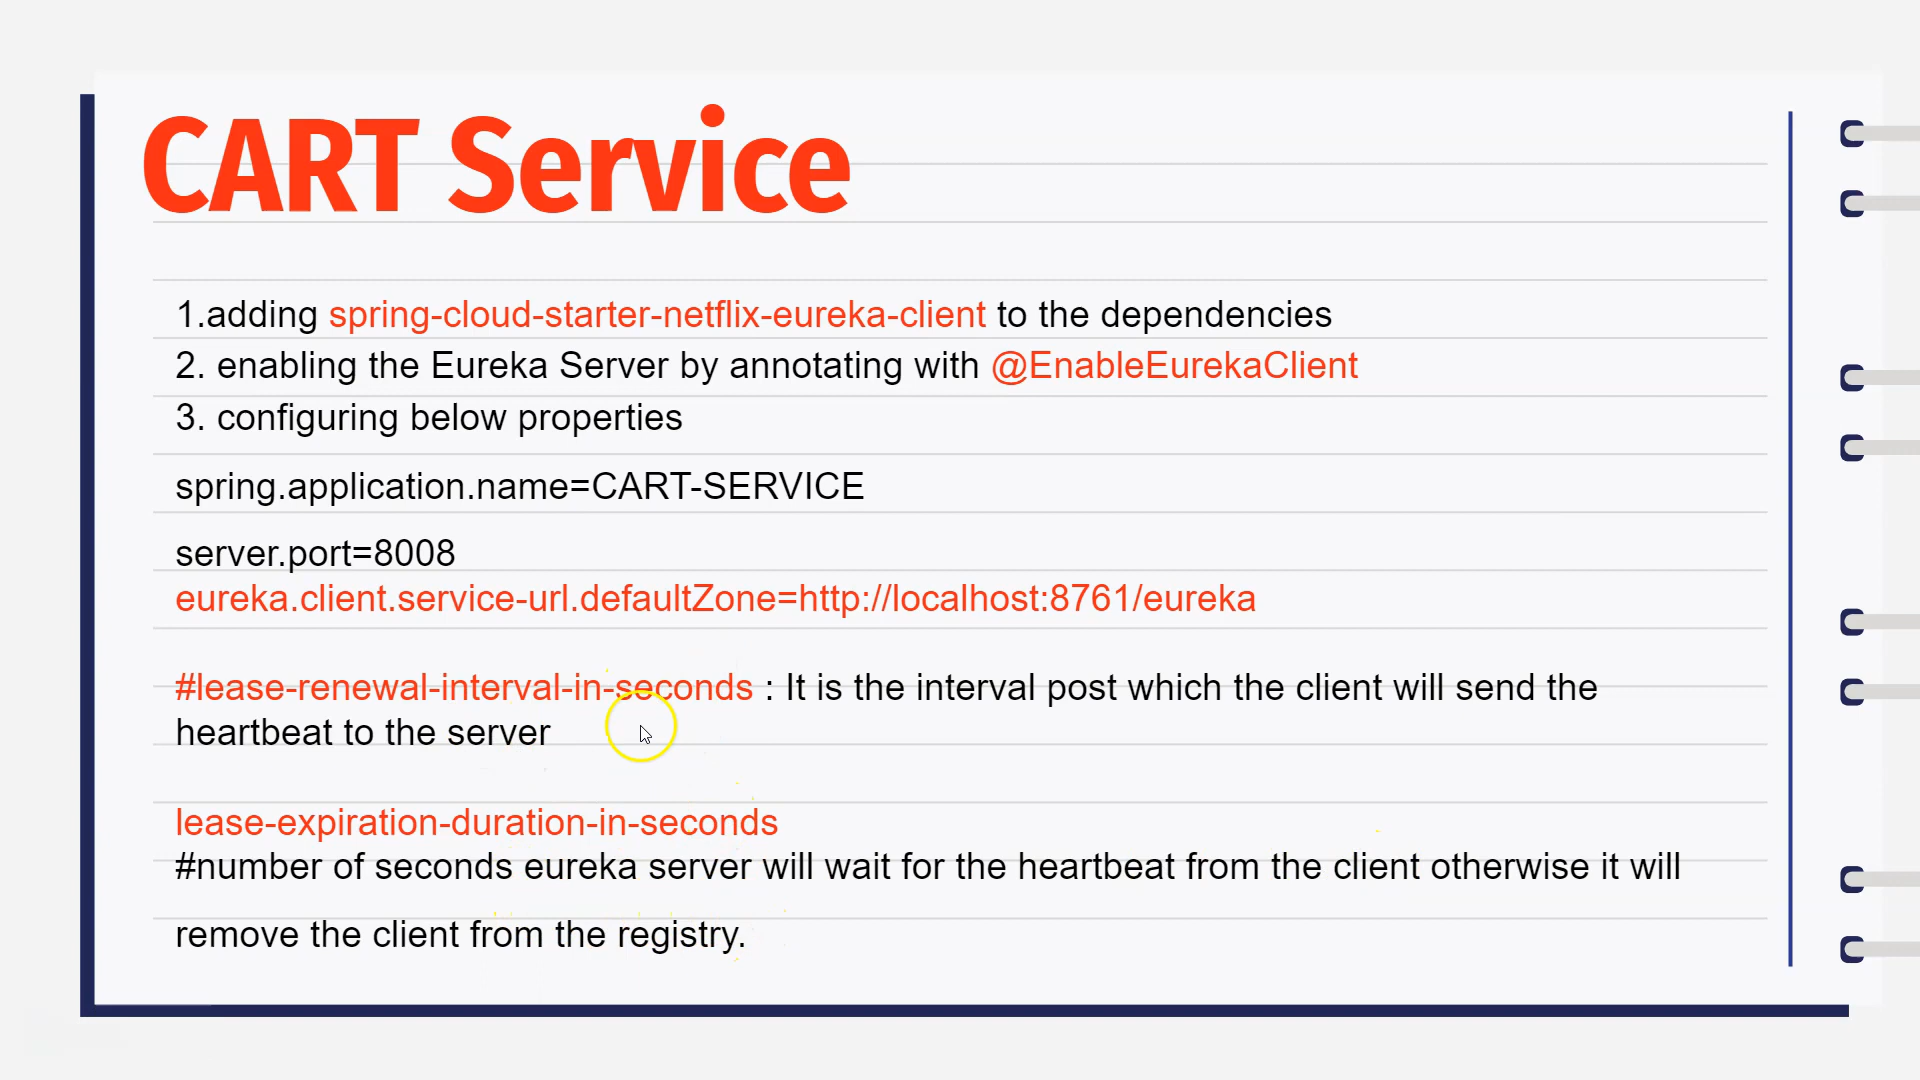 CART Service
1.adding spring-cloud-starter-netflix-eureka-client to the dependencies
2. enabling the Eureka Server by annotating with @EnableEurekaClient
3. configuring below properties
spring.application.name=CART-SERVICE
server.port=8008
eureka.client.service-url.defaultZone=http://localhost:8761/eureka
#lease-renewal-interval-in-seconds : It is the interval post which the client will send the
heartbeat to the server
lease-expiration-duration-in-seconds
#number of seconds eureka server will wait for the heartbeat from the client otherwise it will
remove the client from the registry.